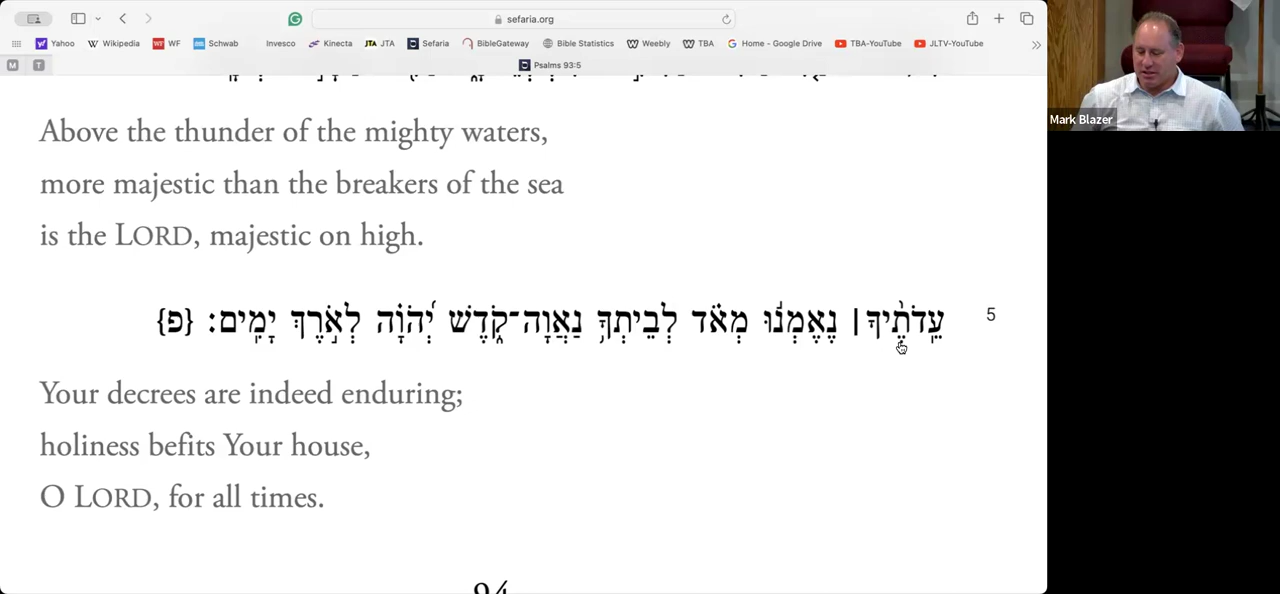 sefaria.org
Yahoo Wikipedia WF Schwab Invesco Kinecta JTA Sefaria BibleGateway Bible Statistics Weebly TBA Home - Google Drive TBA-YouTube JLTV-YouTube
M T Psalms 93:5
Above the thunder of the mighty waters,
more majestic than the breakers of the sea
is the LORD, majestic on high.
5 עֵֽדֹתֶ֨יךָ ׀ נֶאֶמְנ֬וּ מְאֹ֗ד לְבֵיתְךָ֥ נַאֲוָה־קֹ֑דֶשׁ יְ֝הֹוָ֗ה לְאֹ֣רֶךְ יָמִֽים׃ {פ}
Your decrees are indeed enduring;
holiness befits Your house,
O LORD, for all times.
94
Mark Blazer